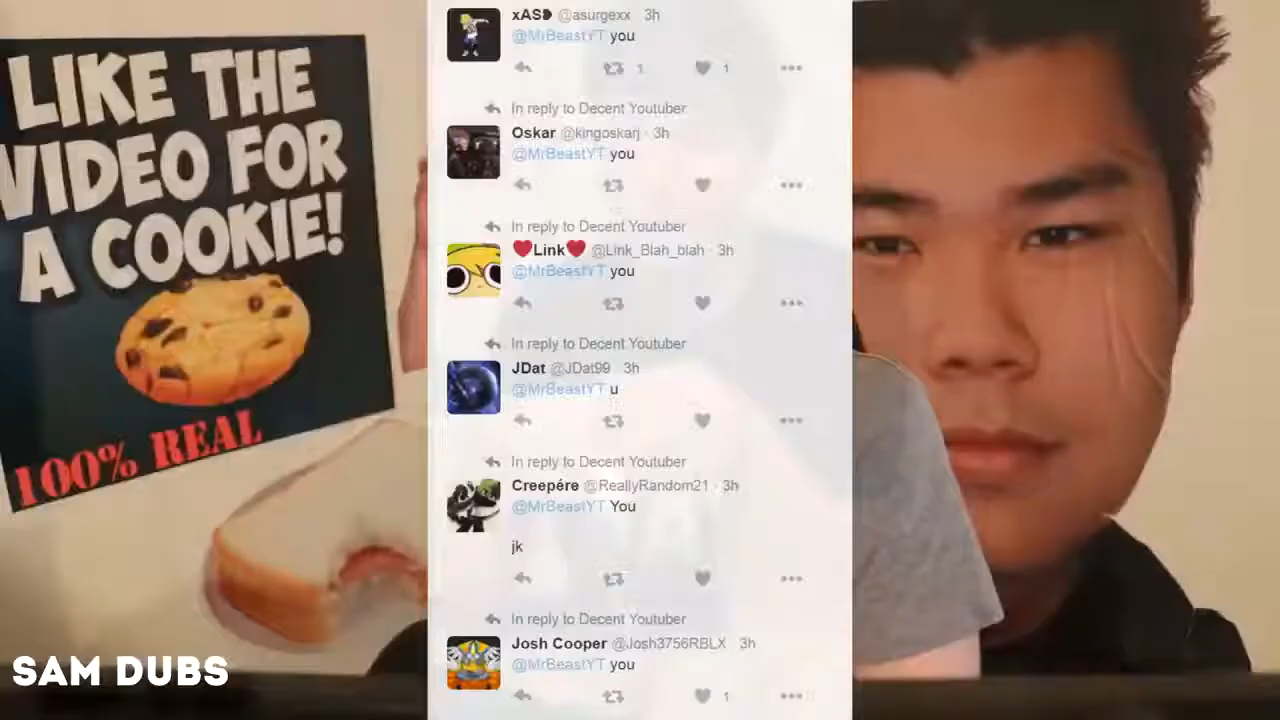 LIKE THE
VIDEO FOR
A COOKIE!
100% REAL
SAM DUBS
@asurgexx · 3h
@MrBeastYT you
1 1
In reply to Decent Youtuber
Oskar @kingoskarj · 3h
@MrBeastYT you
In reply to Decent Youtuber
❤️Link❤️ @Link_Blah_blah · 3h
@MrBeastYT you
In reply to Decent Youtuber
JDat @JDat99 · 3h
@MrBeastYT u
In reply to Decent Youtuber
Creepére @ReallyRandom21 · 3h
@MrBeastYT You
jk
In reply to Decent Youtuber
Josh Cooper @Josh3756RBLX · 3h
@MrBeastYT you
1